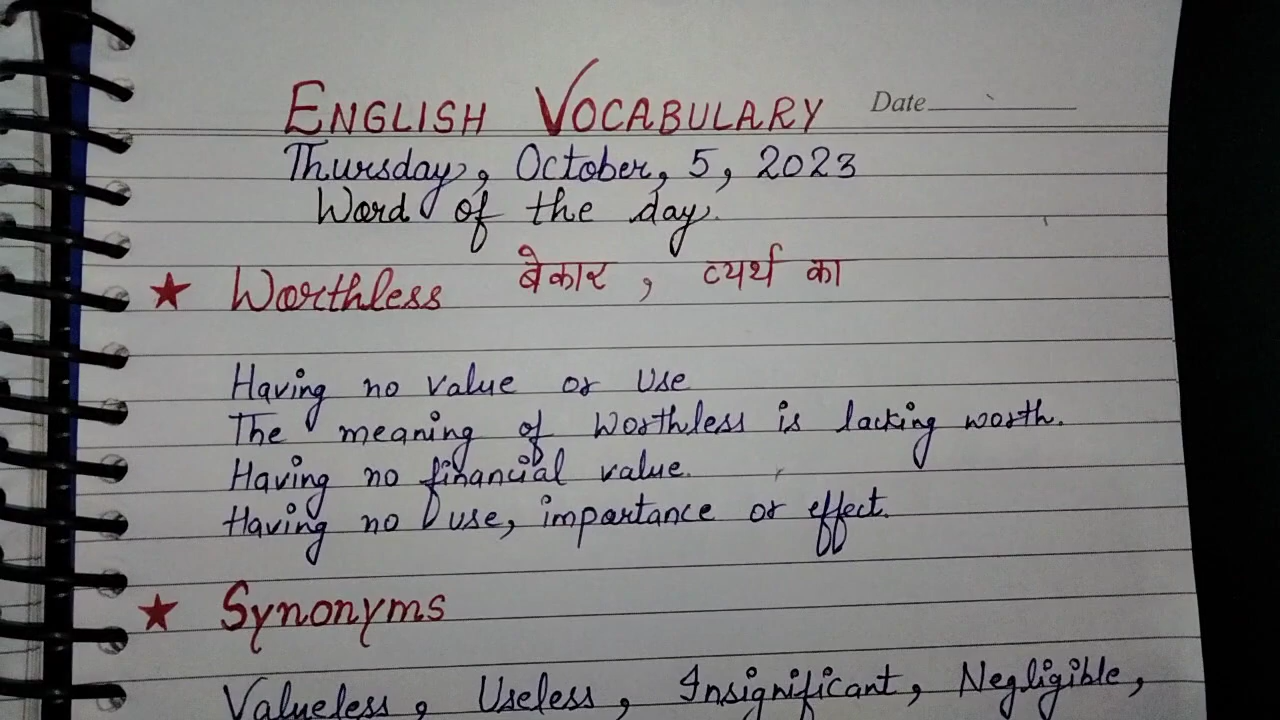 ENGLISH VOCABULARY Date
Thursday, October, 5, 2023
Word of the day.
★ Worthless बेकार, व्यर्थ का
Having no value or use
The meaning of worthless is lacking worth.
Having no financial value.
Having no use, importance or effect.
★ Synonyms
Valueless, Useless, Insignificant, Negligible,